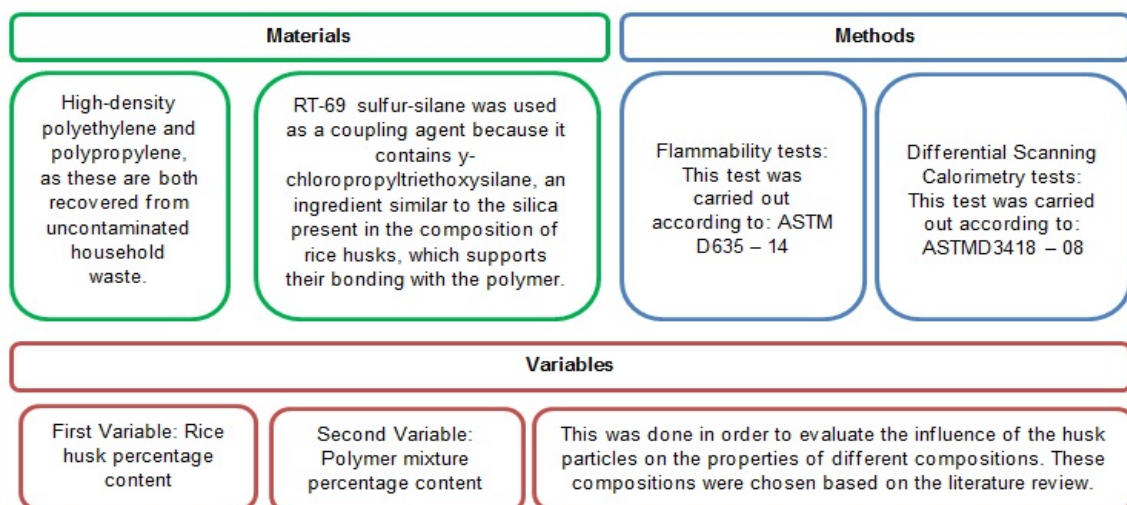 Materials
Methods
High-density
polyethylene and
polypropylene,
as these are both
recovered from
uncontaminated
household
waste.
RT-69 sulfur-silane was used
as a coupling agent because it
contains y-
chloropropyltriethoxysilane, an
ingredient similar to the silica
present in the composition of
rice husks, which supports
their bonding with the polymer.
Flammability tests:
This test was
carried out
according to: ASTM
D635 – 14
Differential Scanning
Calorimetry tests:
This test was carried
out according to:
ASTMD3418 – 08
Variables
First Variable: Rice
husk percentage
content
Second Variable:
Polymer mixture
percentage content
This was done in order to evaluate the influence of the husk
particles on the properties of different compositions. These
compositions were chosen based on the literature review.